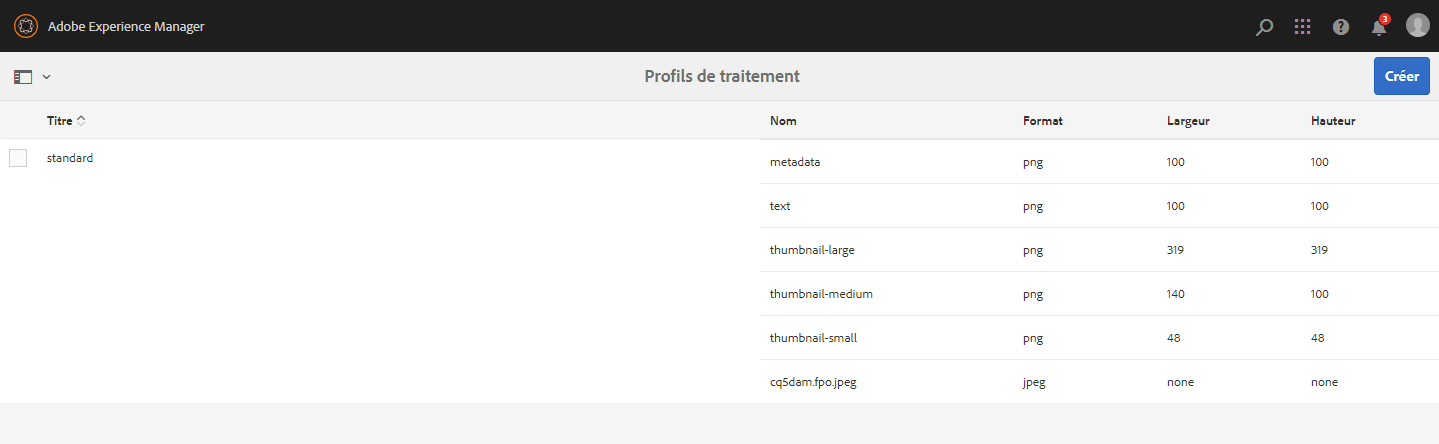 Adobe Experience Manager
3
Profils de traitement
Créer
Titre Nom Format Largeur Hauteur
standard metadata png 100 100
text png 100 100
thumbnail-large png 319 319
thumbnail-medium png 140 100
thumbnail-small png 48 48
cq5dam.fpo.jpeg jpeg none none